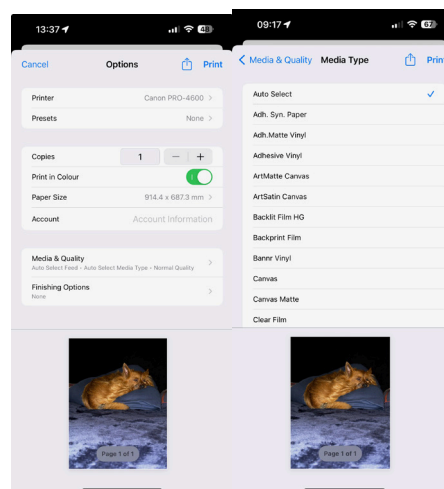 13:37
48
Cancel
Options
Print
Printer
Canon PRO-4600
Presets
None
Copies
1
Print in Colour
Paper Size
914.4 x 687.3 mm
Account
Account Information
Media & Quality
Auto Select Feed • Auto Select Media Type • Normal Quality
Finishing Options
None
Page 1 of 1
09:17
67
Media & Quality
Media Type
Print
Auto Select
Adh. Syn. Paper
Adh.Matte Vinyl
Adhesive Vinyl
ArtMatte Canvas
ArtSatin Canvas
Backlit Film HG
Backprint Film
Bannr Vinyl
Canvas
Canvas Matte
Clear Film
Page 1 of 1